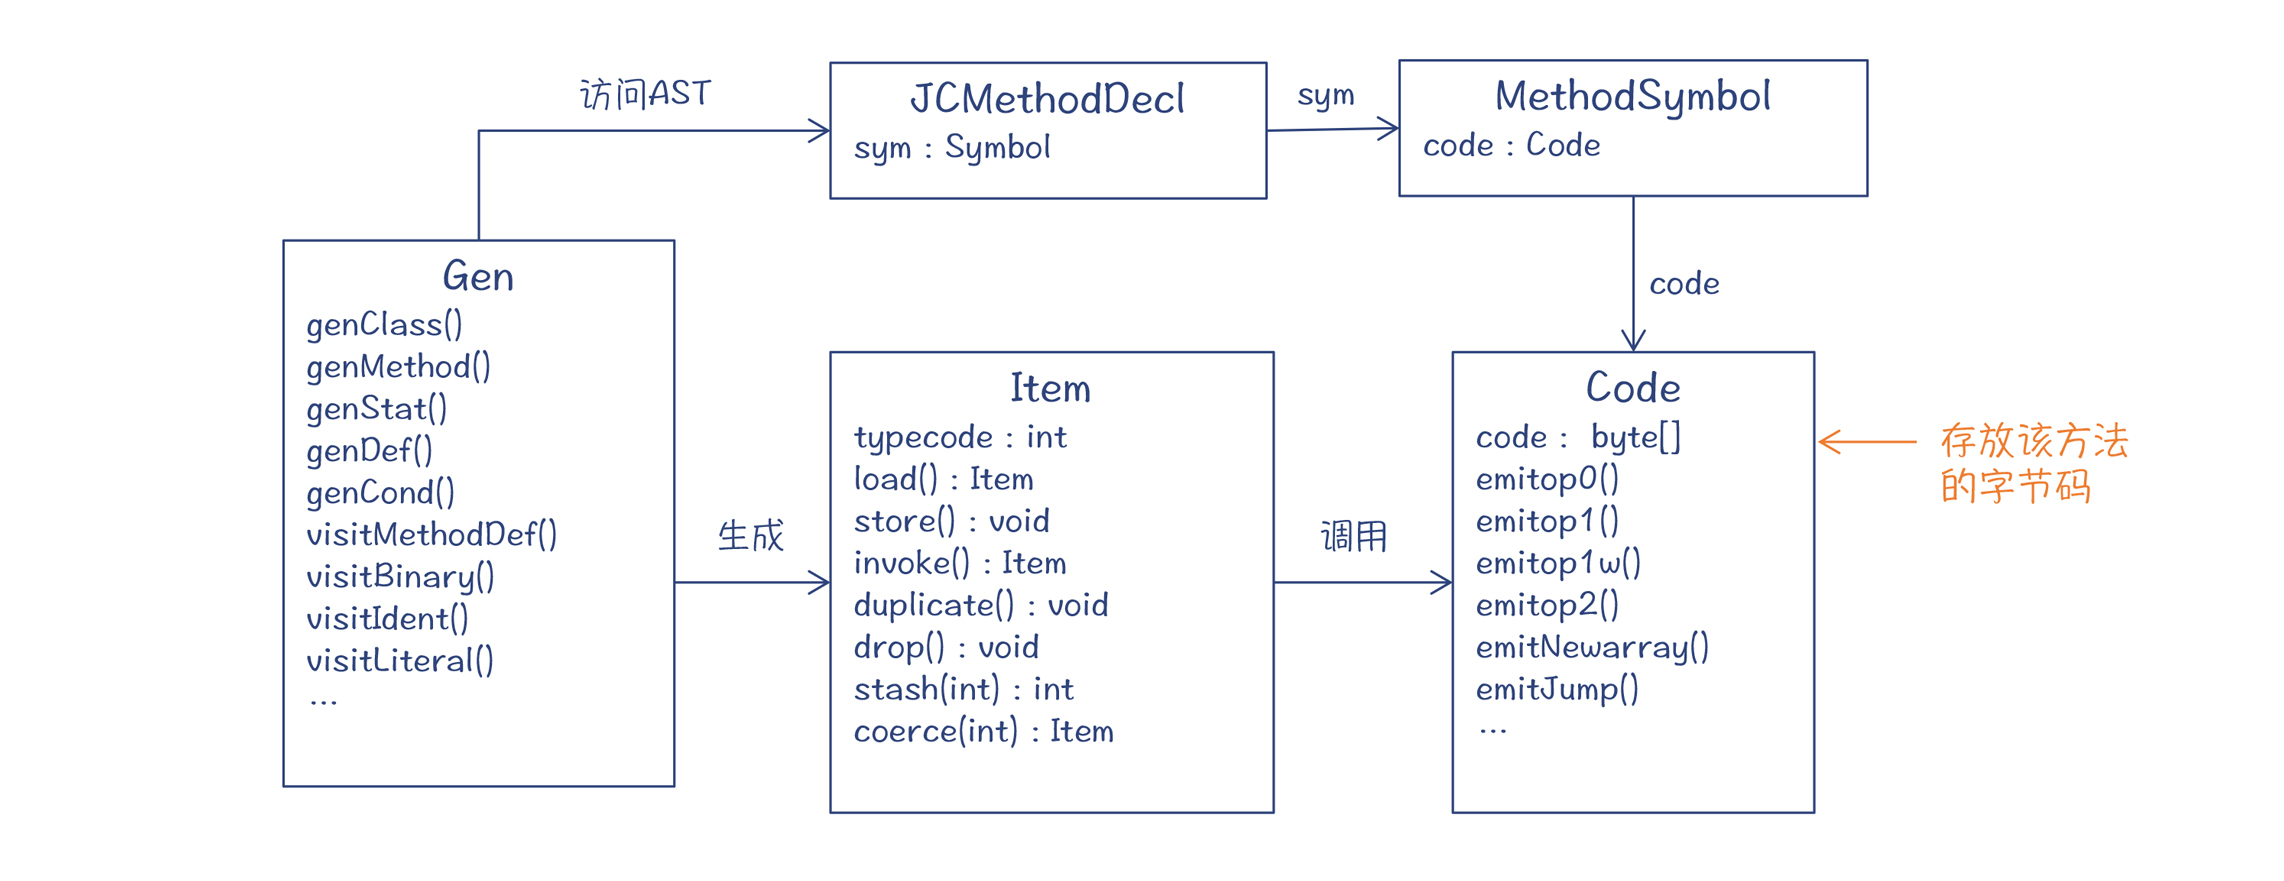 访问AST
JCMethodDecl
sym : Symbol
sym
MethodSymbol
code : Code
code
Gen
genClass()
genMethod()
genStat()
genDef()
genCond()
visitMethodDef()
visitBinary()
visitIdent()
visitLiteral()
...
生成
Item
typecode : int
load() : Item
store() : void
invoke() : Item
duplicate() : void
drop() : void
stash(int) : int
coerce(int) : Item
调用
Code
code : byte[]
emitop0()
emitop1()
emitop1w()
emitop2()
emitNewarray()
emitJump()
...
存放该方法
的字节码